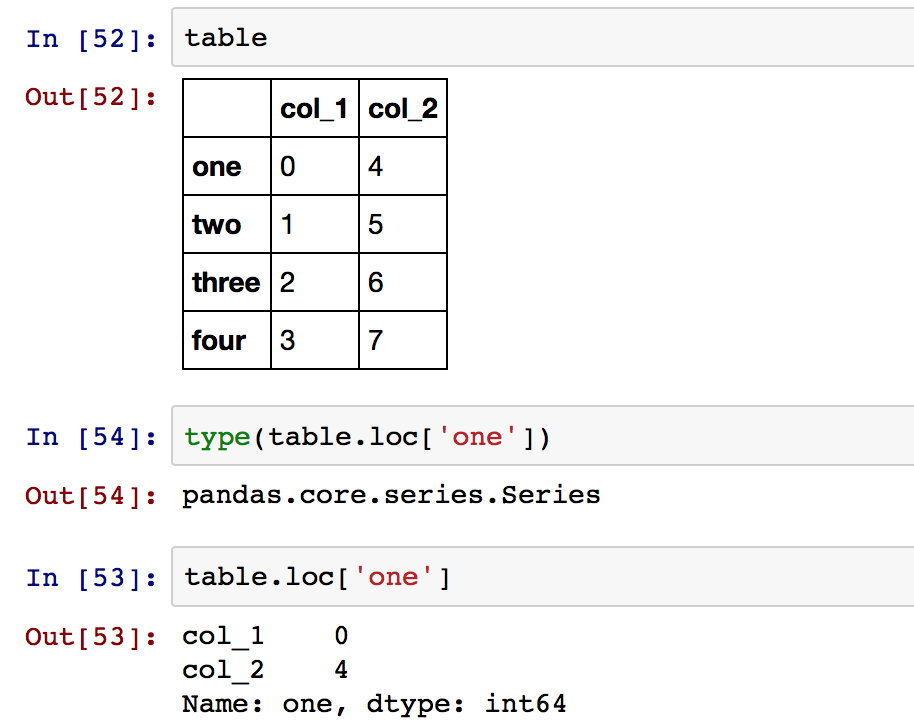 In [52]: table
Out[52]:
col_1 col_2
one 0 4
two 1 5
three 2 6
four 3 7
In [54]: type(table.loc['one'])
Out[54]: pandas.core.series.Series
In [53]: table.loc['one']
Out[53]: col_1 0
col_2 4
Name: one, dtype: int64